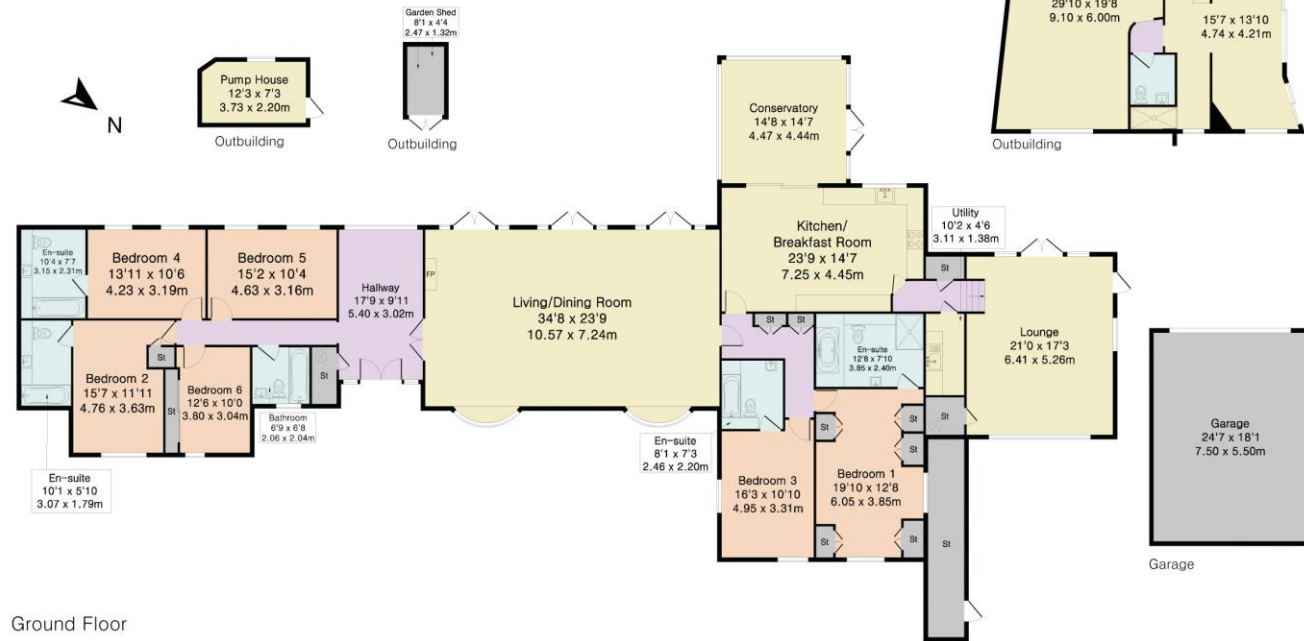 Garden Shed
8'1 x 4'4
2.47 x 1.32m
Outbuilding
Pump House
12'3 x 7'3
3.73 x 2.20m
Outbuilding
N
29'10 x 19'8
9.10 x 6.00m
15'7 x 13'10
4.74 x 4.21m
Outbuilding
Conservatory
14'8 x 14'7
4.47 x 4.44m
Kitchen/
Breakfast Room
23'9 x 14'7
7.25 x 4.45m
Utility
10'2 x 4'6
3.11 x 1.38m
St
En-suite
10'4 x 7'7
3.15 x 2.31m
Bedroom 4
13'11 x 10'6
4.23 x 3.19m
Bedroom 5
15'2 x 10'4
4.63 x 3.16m
Hallway
17'9 x 9'11
5.40 x 3.02m
FP
Living/Dining Room
34'8 x 23'9
10.57 x 7.24m
Lounge
21'0 x 17'3
6.41 x 5.26m
St
St
En-suite
12'8 x 7'10
3.85 x 2.40m
St
Bedroom 2
15'7 x 11'11
4.76 x 3.63m
St
Bedroom 6
12'6 x 10'0
3.80 x 3.04m
St
Bathroom
6'9 x 6'8
2.06 x 2.04m
En-suite
10'1 x 5'10
3.07 x 1.79m
En-suite
8'1 x 7'3
2.46 x 2.20m
Bedroom 3
16'3 x 10'10
4.95 x 3.31m
St
St
St
Bedroom 1
19'10 x 12'8
6.05 x 3.85m
St
St
St
St
Garage
24'7 x 18'1
7.50 x 5.50m
Garage
Ground Floor